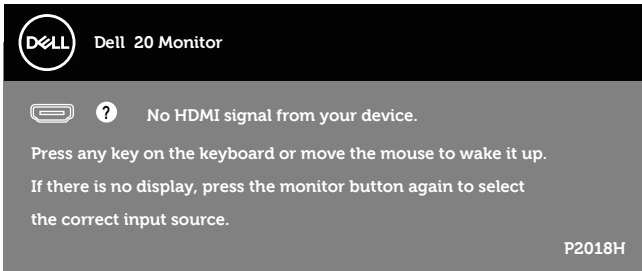 DELL
Dell 20 Monitor
? No HDMI signal from your device.
Press any key on the keyboard or move the mouse to wake it up.
If there is no display, press the monitor button again to select
the correct input source.
P2018H